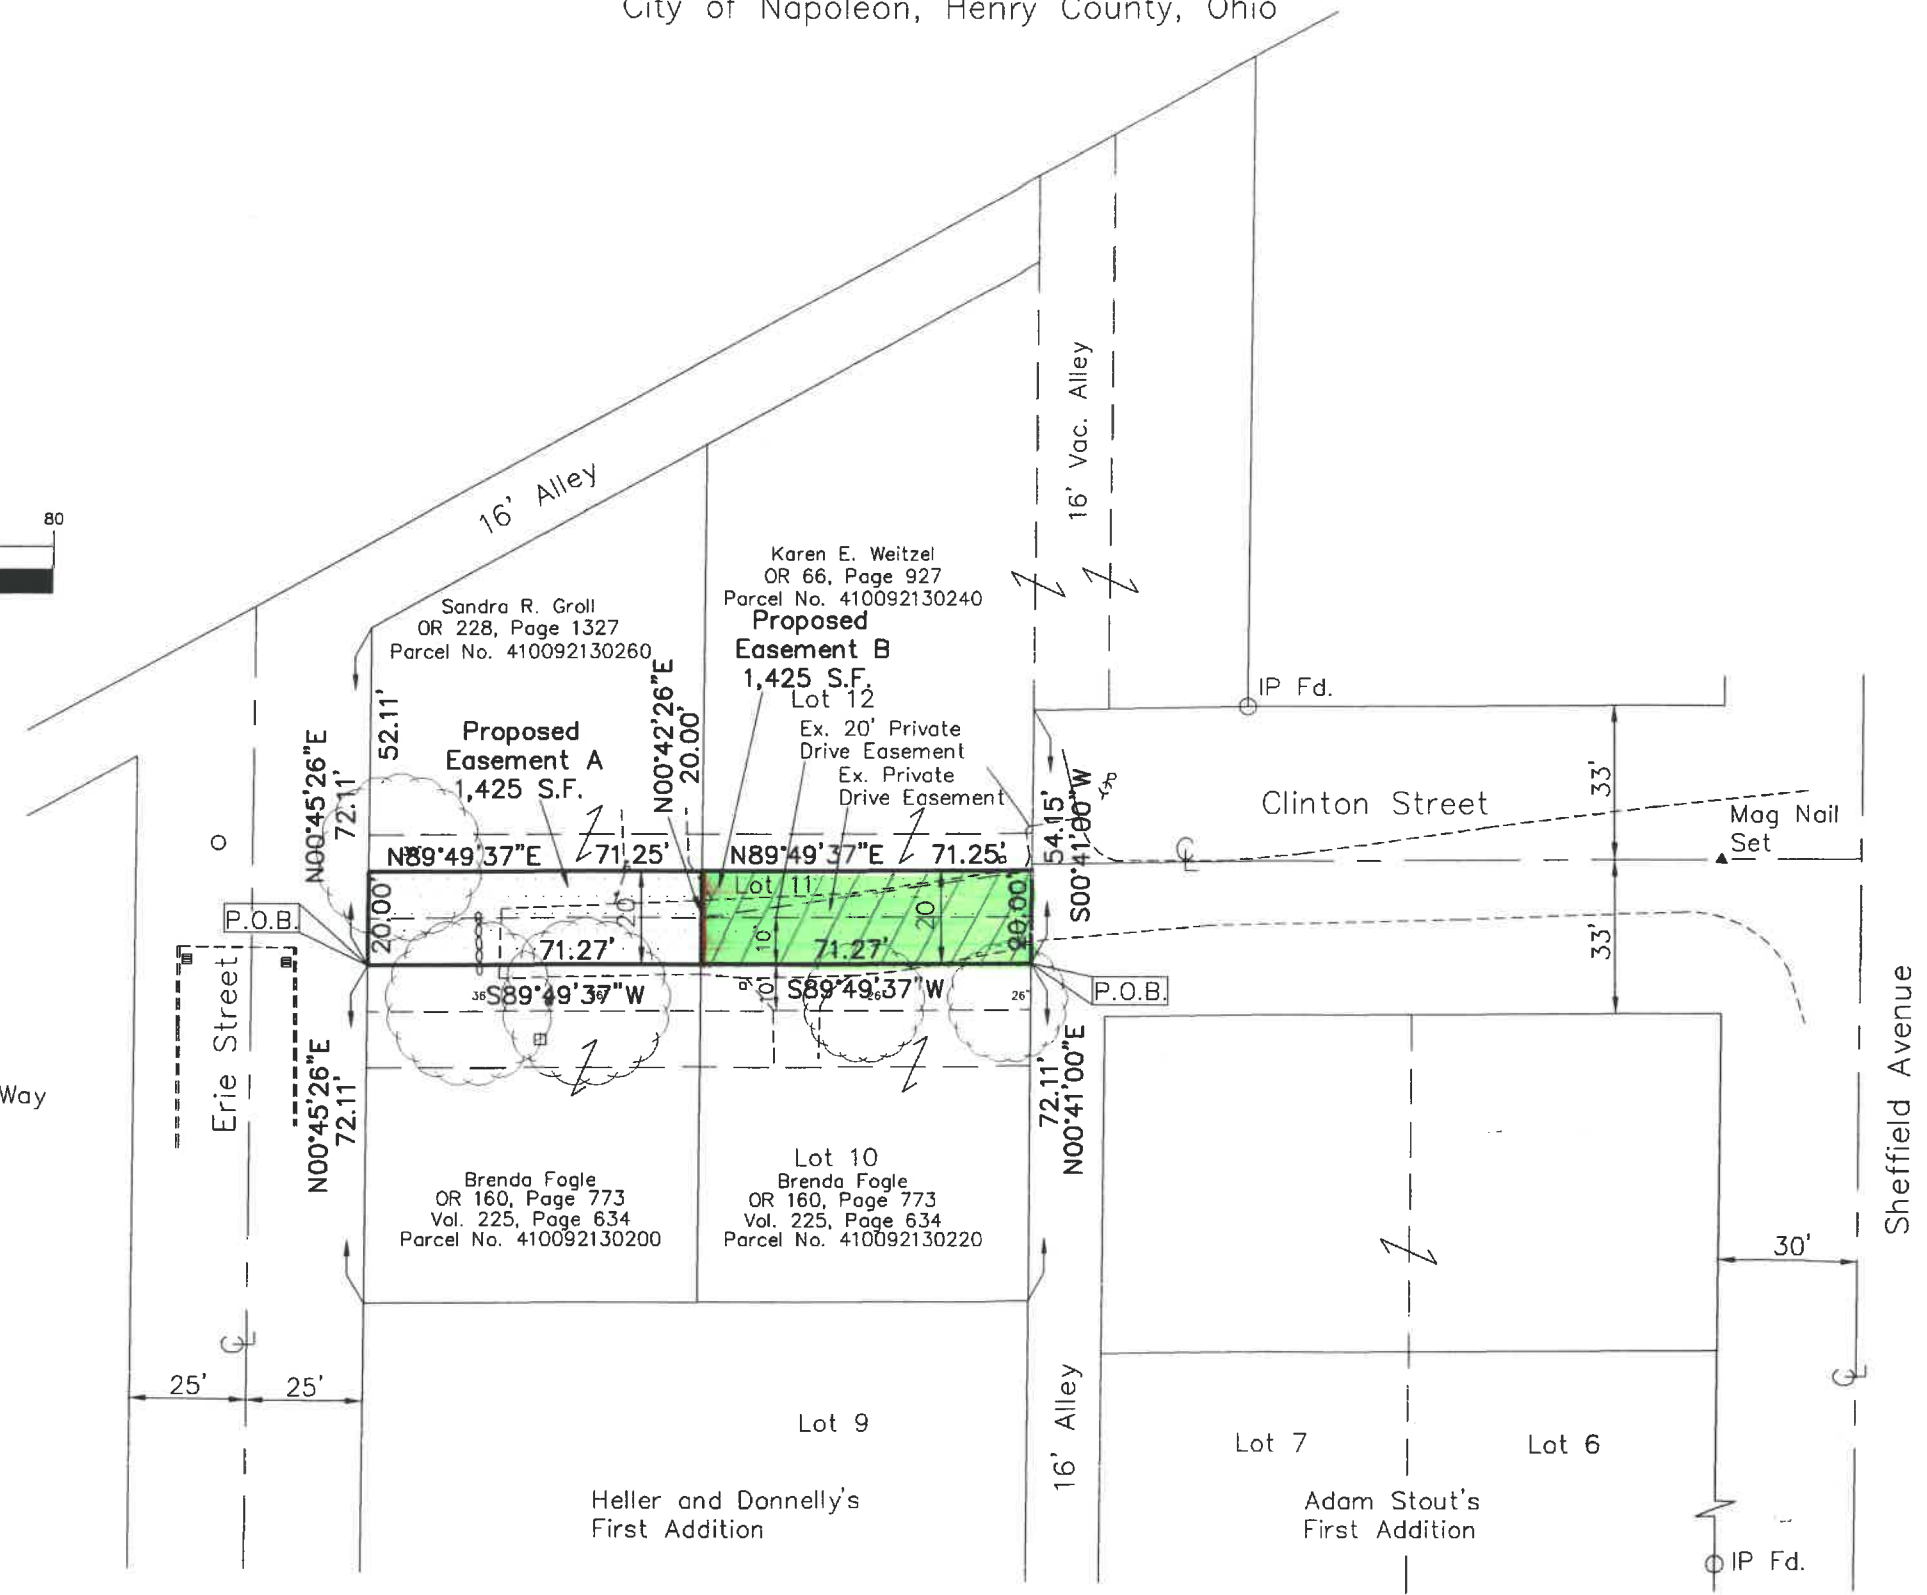 City of Napoleon, Henry County, Ohio
80
16' Alley
16' Vac. Alley
Karen E. Weitzel
OR 66, Page 927
Parcel No. 410092130240
Proposed
Easement B
1,425 S.F.
Lot 12
Ex. 20' Private
Drive Easement
Ex. Private
Drive Easement
Sandra R. Groll
OR 228, Page 1327
Parcel No. 410092130260
Proposed
Easement A
1,425 S.F.
N00°42'26"E
20.00'
52.11'
N00°45'26"E
72.11'
IP Fd.
Clinton Street
33'
Mag Nail
Set
54.15'
S00°41'00"W
N89°49'37"E 71.25'
N89°49'37"E 71.25'
Lot 11
20.00'
20'
20
20.00'
P.O.B.
71.27'
10'
71.27'
33'
36 S89°49'37"W
10'
S89°49'37"W
26"
P.O.B.
Erie Street
Way
N00°45'26"E
72.11'
72.11'
N00°41'00"E
Sheffield Avenue
Brenda Fogle
OR 160, Page 773
Vol. 225, Page 634
Parcel No. 410092130200
Lot 10
Brenda Fogle
OR 160, Page 773
Vol. 225, Page 634
Parcel No. 410092130220
30'
25'
25'
16' Alley
Lot 9
Lot 7
Lot 6
Heller and Donnelly's
First Addition
Adam Stout's
First Addition
IP Fd.